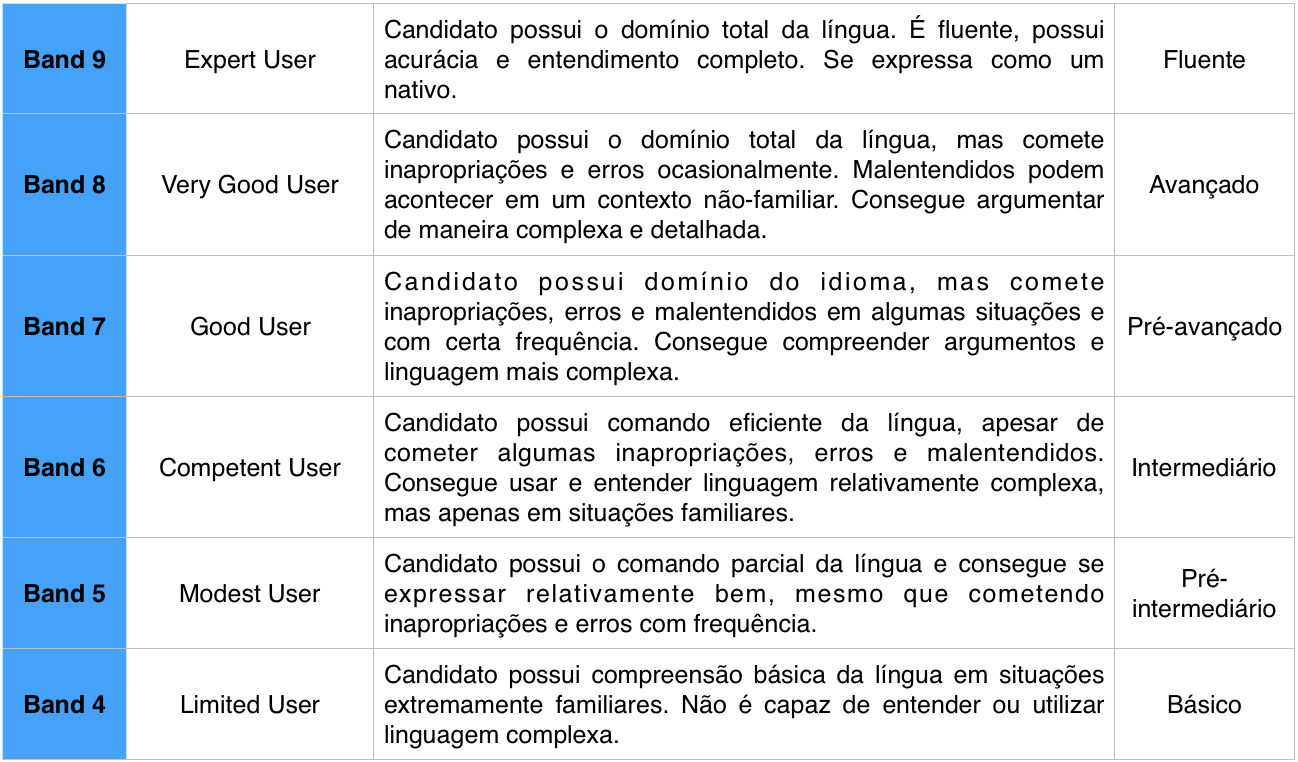 Band 9
Expert User
Candidato possui o domínio total da língua. É fluente, possui
acurácia e entendimento completo. Se expressa como um
nativo.
Fluente
Band 8
Very Good User
Candidato possui o domínio total da língua, mas comete
inapropriações e erros ocasionalmente. Malentendidos podem
acontecer em um contexto não-familiar. Consegue argumentar
de maneira complexa e detalhada.
Avançado
Band 7
Good User
Candidato possui domínio do idioma, mas comete
inapropriações, erros e malentendidos em algumas situações e
com certa frequência. Consegue compreender argumentos e
linguagem mais complexa.
Pré-avançado
Band 6
Competent User
Candidato possui comando eficiente da língua, apesar de
cometer algumas inapropriações, erros e malentendidos.
Consegue usar e entender linguagem relativamente complexa,
mas apenas em situações familiares.
Intermediário
Band 5
Modest User
Candidato possui o comando parcial da língua e consegue se
expressar relativamente bem, mesmo que cometendo
inapropriações e erros com frequência.
Pré-
intermediário
Band 4
Limited User
Candidato possui compreensão básica da língua em situações
extremamente familiares. Não é capaz de entender ou utilizar
linguagem complexa.
Básico